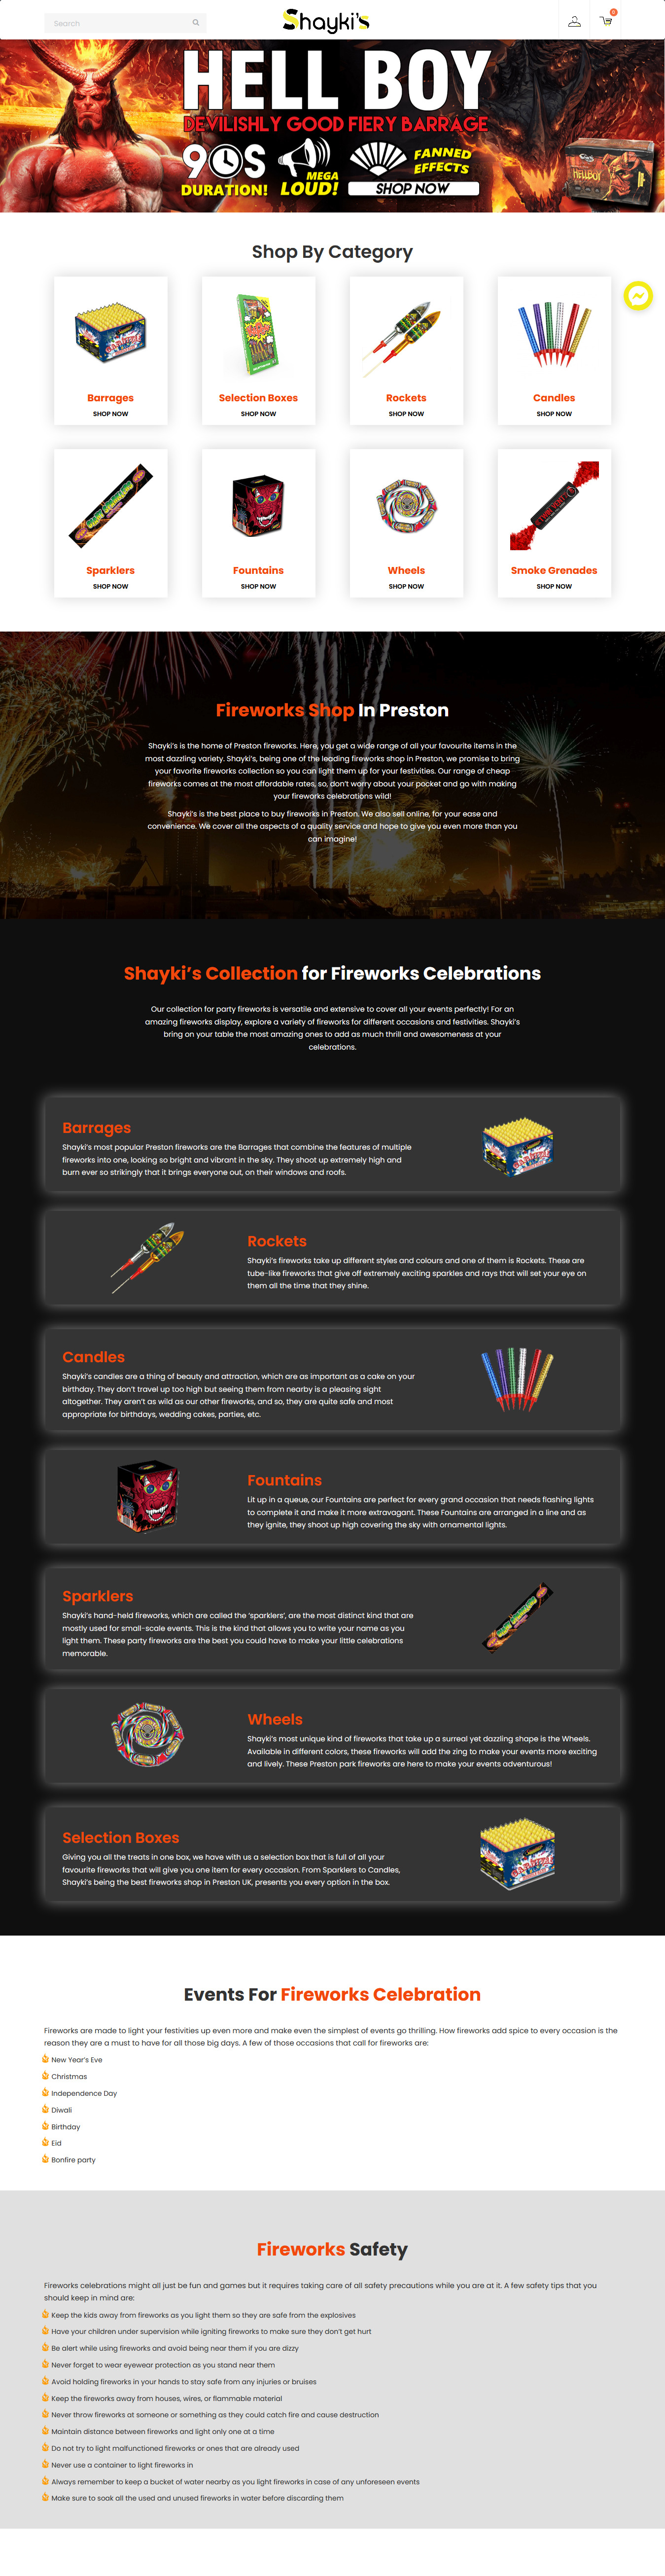 Search
Shayki's
0
HELL BOY
DEVILISHLY GOOD FIERY BARRAGE
90S
DURATION!
MEGA
LOUD!
FANNED
EFFECTS
SHOP NOW
HELLBOY
Shop By Category
Barrages
SHOP NOW
Selection Boxes
SHOP NOW
Rockets
SHOP NOW
Candles
SHOP NOW
Sparklers
SHOP NOW
Fountains
SHOP NOW
Wheels
SHOP NOW
Smoke Grenades
SHOP NOW
Fireworks Shop In Preston
Shayki's is the home of Preston fireworks. Here, you get a wide range of all your favourite items in the
most dazzling variety. Shayki's, being one of the leading fireworks shop in Preston, we promise to bring
your favorite fireworks collection so you can light them up for your festivities. Our range of cheap
fireworks comes at the most affordable rates, so, don't worry about your pocket and go with making
your fireworks celebrations wild!
Shayki's is the best place to buy fireworks in Preston. We also sell online, for your ease and
convenience. We cover all the aspects of a quality service and hope to give you even more than you
can imagine!
Shayki's Collection for Fireworks Celebrations
Our collection for party fireworks is versatile and extensive to cover all your events perfectly! For an
amazing fireworks display, explore a variety of fireworks for different occasions and festivities. Shayki's
bring on your table the most amazing ones to add as much thrill and awesomeness at your
celebrations.
Barrages
Shayki's most popular Preston fireworks are the Barrages that combine the features of multiple
fireworks into one, looking so bright and vibrant in the sky. They shoot up extremely high and
burn ever so strikingly that it brings everyone out, on their windows and roofs.
Rockets
Shayki's fireworks take up different styles and colours and one of them is Rockets. These are
tube-like fireworks that give off extremely exciting sparkles and rays that will set your eye on
them all the time that they shine.
Candles
Shayki's candles are a thing of beauty and attraction, which are as important as a cake on your
birthday. They don't travel up too high but seeing them from nearby is a pleasing sight
altogether. They aren't as wild as our other fireworks, and so, they are quite safe and most
appropriate for birthdays, wedding cakes, parties, etc.
Fountains
Lit up in a queue, our Fountains are perfect for every grand occasion that needs flashing lights
to complete it and make it more extravagant. These Fountains are arranged in a line and as
they ignite, they shoot up high covering the sky with ornamental lights.
Sparklers
Shayki's hand-held fireworks, which are called the 'sparklers', are the most distinct kind that are
mostly used for small-scale events. This is the kind that allows you to write your name as you
light them. These party fireworks are the best you could have to make your little celebrations
memorable.
Wheels
Shayki's most unique kind of fireworks that take up a surreal yet dazzling shape is the Wheels.
Available in different colors, these fireworks will add the zing to make your events more exciting
and lively. These Preston park fireworks are here to make your events adventurous!
Selection Boxes
Giving you all the treats in one box, we have with us a selection box that is full of all your
favourite fireworks that will give you one item for every occasion. From Sparklers to Candles,
Shayki's being the best fireworks shop in Preston UK, presents you every option in the box.
Events For Fireworks Celebration
Fireworks are made to light your festivities up even more and make even the simplest of events go thrilling. How fireworks add spice to every occasion is the
reason they are a must to have for all those big days. A few of those occasions that call for fireworks are:
New Year's Eve
Christmas
Independence Day
Diwali
Birthday
Eid
Bonfire party
Fireworks Safety
Fireworks celebrations might all just be fun and games but it requires taking care of all safety precautions while you are at it. A few safety tips that you
should keep in mind are:
Keep the kids away from fireworks as you light them so they are safe from the explosives
Have your children under supervision while igniting fireworks to make sure they don't get hurt
Be alert while using fireworks and avoid being near them if you are dizzy
Never forget to wear eyewear protection as you stand near them
Avoid holding fireworks in your hands to stay safe from any injuries or bruises
Keep the fireworks away from houses, wires, or flammable material
Never throw fireworks at someone or something as they could catch fire and cause destruction
Maintain distance between fireworks and light only one at a time
Do not try to light malfunctioned fireworks or ones that are already used
Never use a container to light fireworks in
Always remember to keep a bucket of water nearby as you light fireworks in case of any unforeseen events
Make sure to soak all the used and unused fireworks in water before discarding them